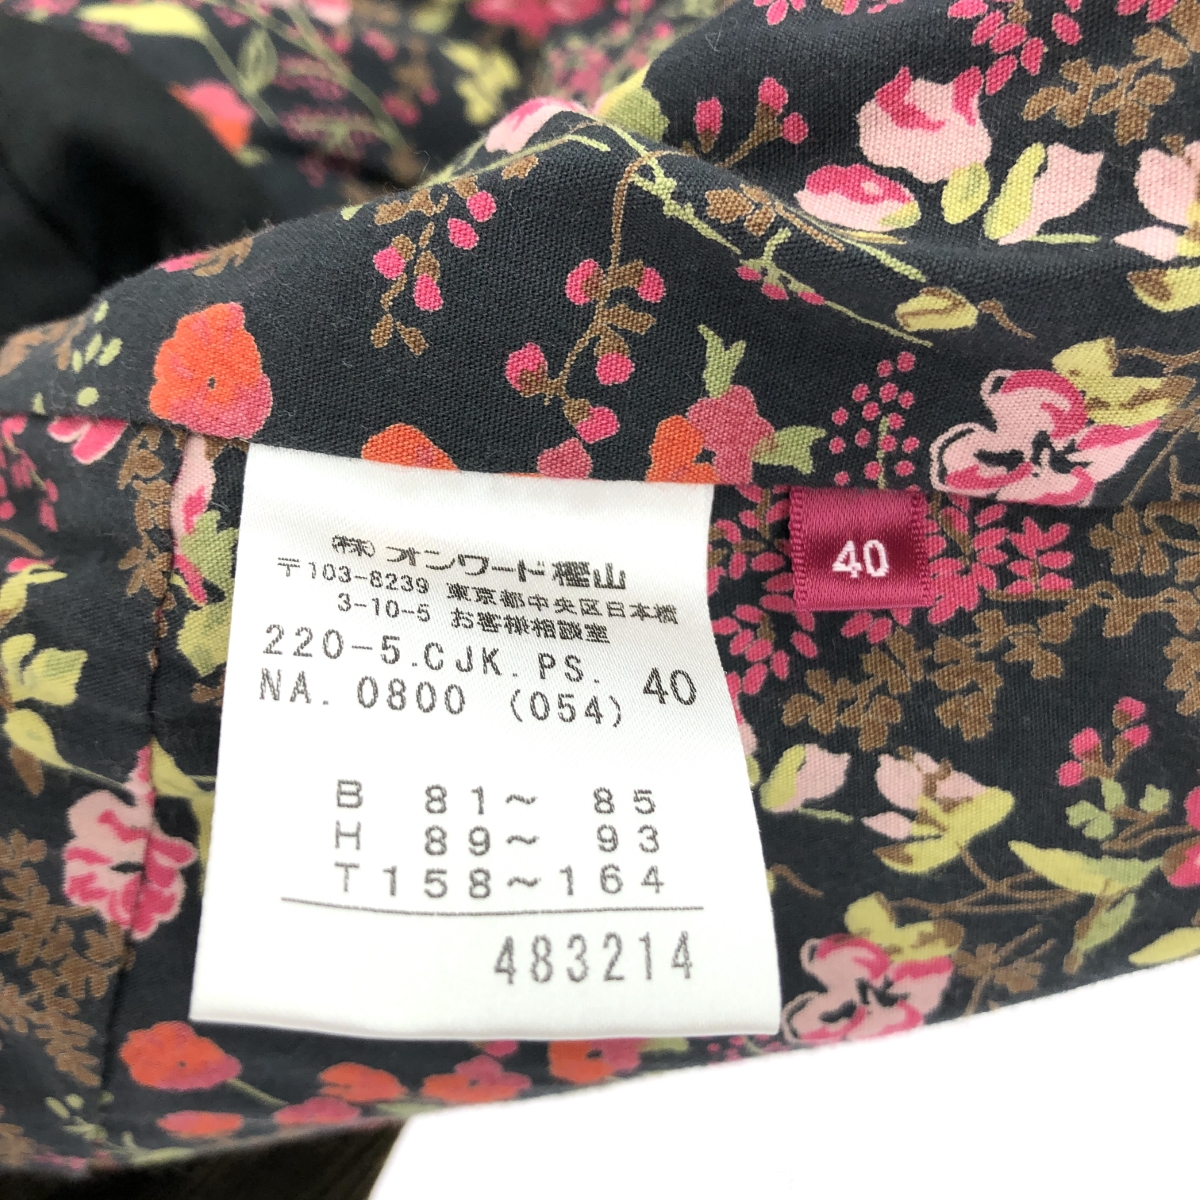 (株)オンワード樫山
〒103-8239 東京都中央区日本橋
3-10-5 お客様相談室
220-5.CJK.PS. 40
NA. 0800 (054)
B 81～ 85
H 89～ 93
T158～164
483214
40